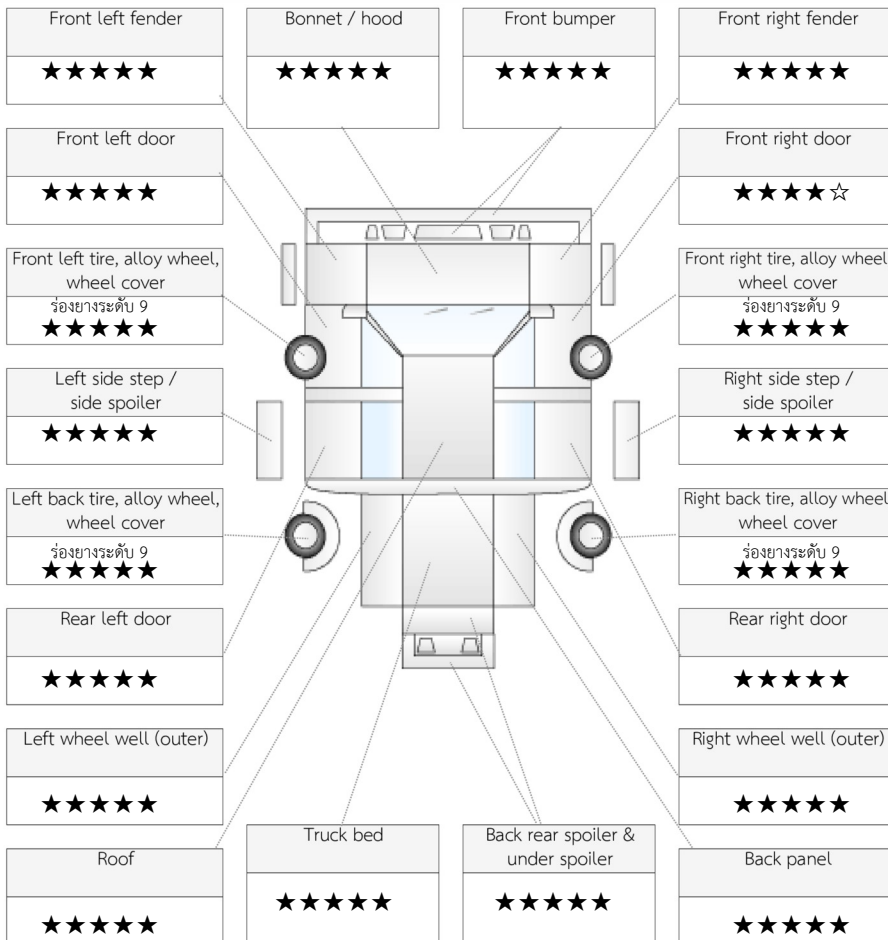 Front left fender
★★★★★
Bonnet / hood
★★★★★
Front bumper
★★★★★
Front right fender
★★★★★
Front left door
★★★★★
Front right door
★★★★☆
Front left tire, alloy wheel,
wheel cover
ร่องยางระดับ 9
★★★★★
Front right tire, alloy wheel
wheel cover
ร่องยางระดับ 9
★★★★★
Left side step /
side spoiler
★★★★★
Right side step /
side spoiler
★★★★★
Left back tire, alloy wheel,
wheel cover
ร่องยางระดับ 9
★★★★★
Right back tire, alloy wheel
wheel cover
ร่องยางระดับ 9
★★★★★
Rear left door
★★★★★
Rear right door
★★★★★
Left wheel well (outer)
★★★★★
Right wheel well (outer)
★★★★★
Roof
★★★★★
Truck bed
★★★★★
Back rear spoiler &
under spoiler
★★★★★
Back panel
★★★★★